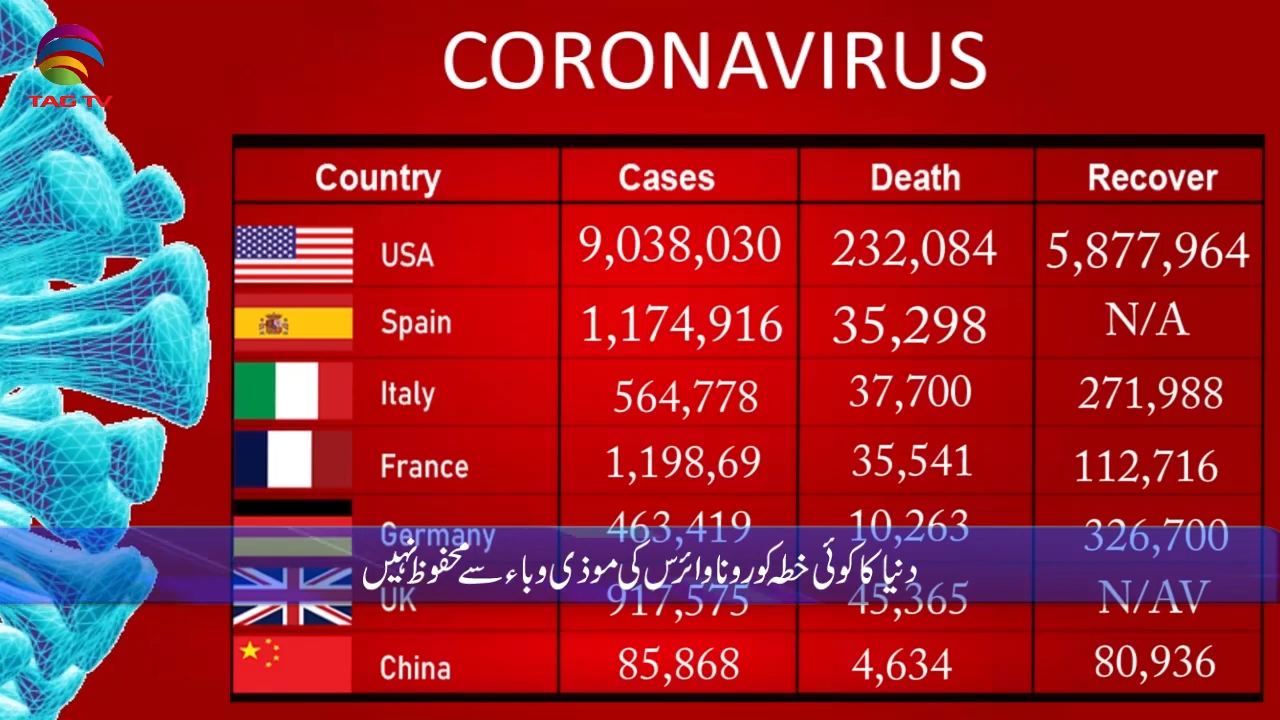 TAG TV
CORONAVIRUS
Country Cases Death Recover
USA 9,038,030 232,084 5,877,964
Spain 1,174,916 35,298 N/A
Italy 564,778 37,700 271,988
France 1,198,69 35,541 112,716
Germany 463,419 10,263 326,700
دنیا کا کوئی خطہ کورونا وائرس کی موذی وباء سے محفوظ نہیں
UK 917,575 45,365 N/AV
China 85,868 4,634 80,936